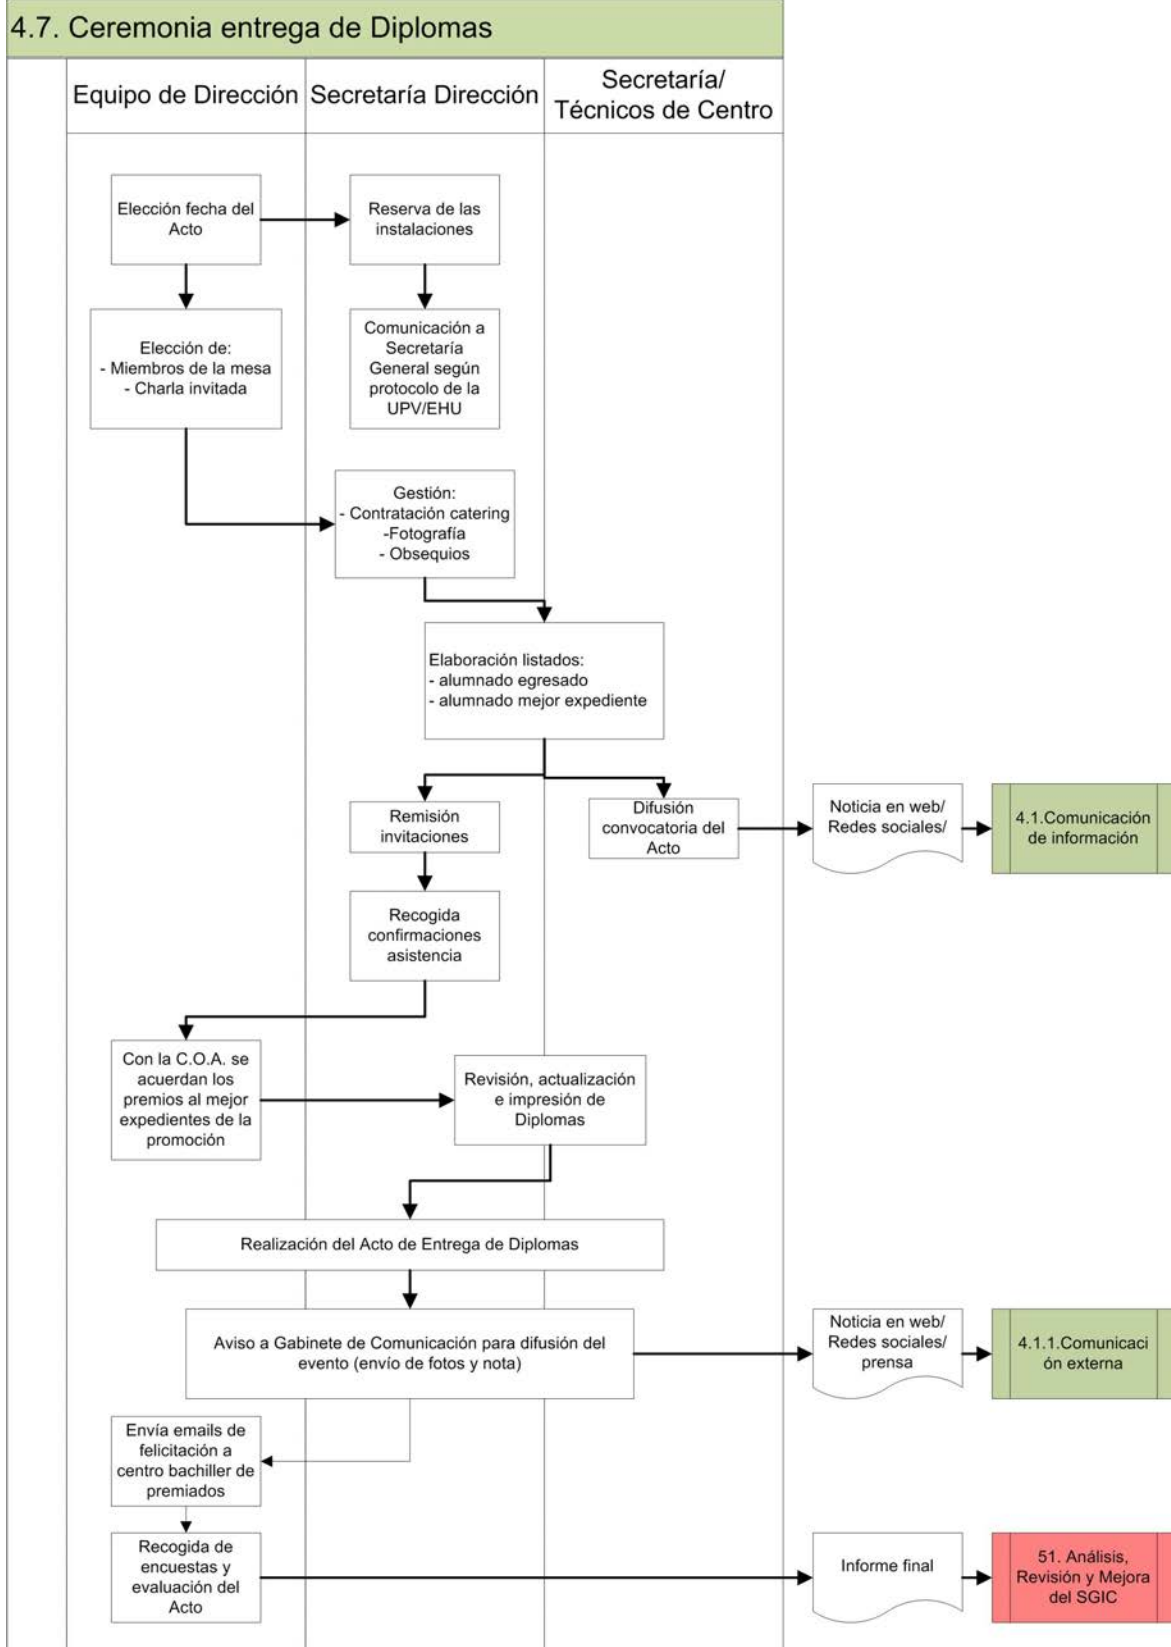 4.7. Ceremonia entrega de Diplomas
Equipo de Dirección
Secretaría Dirección
Secretaría/
Técnicos de Centro
Elección fecha del
Acto
Reserva de las
instalaciones
Elección de:
- Miembros de la mesa
- Charla invitada
Comunicación a
Secretaría
General según
protocolo de la
UPV/EHU
Gestión:
- Contratación catering
-Fotografía
- Obsequios
Elaboración listados:
- alumnado egresado
- alumnado mejor expediente
Remisión
invitaciones
Difusión
convocatoria del
Acto
Noticia en web/
Redes sociales/
4.1.Comunicación
de información
Recogida
confirmaciones
asistencia
Con la C.O.A. se
acuerdan los
premios al mejor
expedientes de la
promoción
Revisión, actualización
e impresión de
Diplomas
Realización del Acto de Entrega de Diplomas
Aviso a Gabinete de Comunicación para difusión del
evento (envío de fotos y nota)
Noticia en web/
Redes sociales/
prensa
4.1.1.Comunicaci
ón externa
Envía emails de
felicitación a
centro bachiller de
premiados
Recogida de
encuestas y
evaluación del
Acto
Informe final
51. Análisis,
Revisión y Mejora
del SGIC